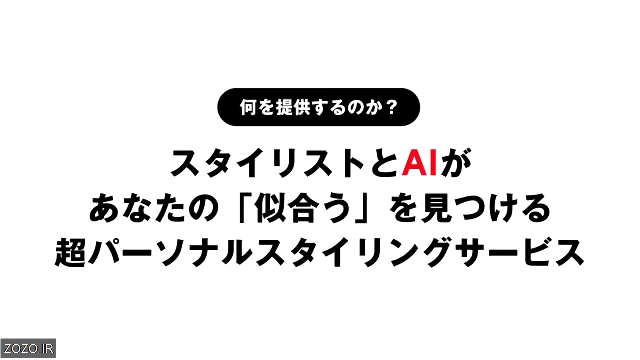 何を提供するのか？
スタイリストとAIが
あなたの「似合う」を見つける
超パーソナルスタイリングサービス
ZOZO IR